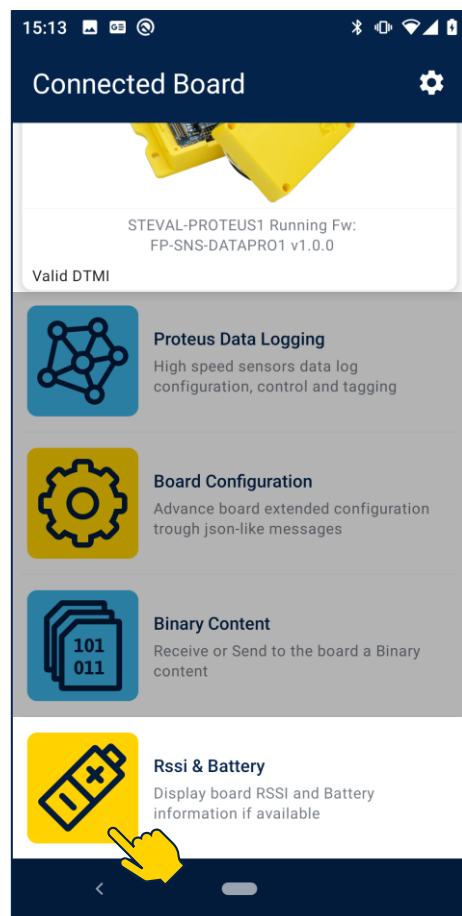 15:13
Connected Board
STEVAL-PROTEUS1 Running Fw:
FP-SNS-DATAPRO1 v1.0.0
Valid DTMI
Proteus Data Logging
High speed sensors data log
configuration, control and tagging
Board Configuration
Advance board extended configuration
trough json-like messages
101
011
Binary Content
Receive or Send to the board a Binary
content
Rssi & Battery
Display board RSSI and Battery
information if available